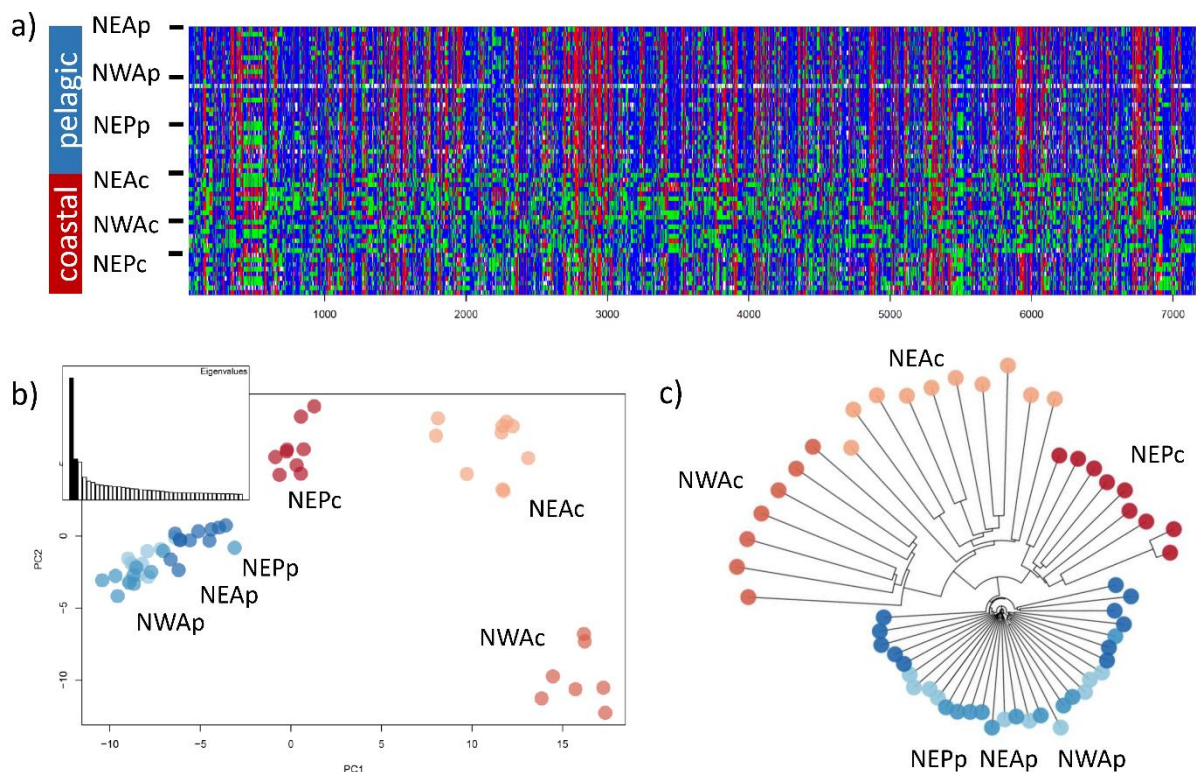 a)
pelagic
coastal
NEAp
NWAp
NEPp
NEAc
NWAc
NEPc
1000 2000 3000 4000 5000 6000 7000
b)
Eigenvalues
NEPc
NEAc
NEPp
NEAp
NWAp
NWAc
0
−5
−10
PC2
−10 −5 0 5 10 15
PC1
c)
NEAc
NWAc
NEPc
NEPp NEAp NWAp